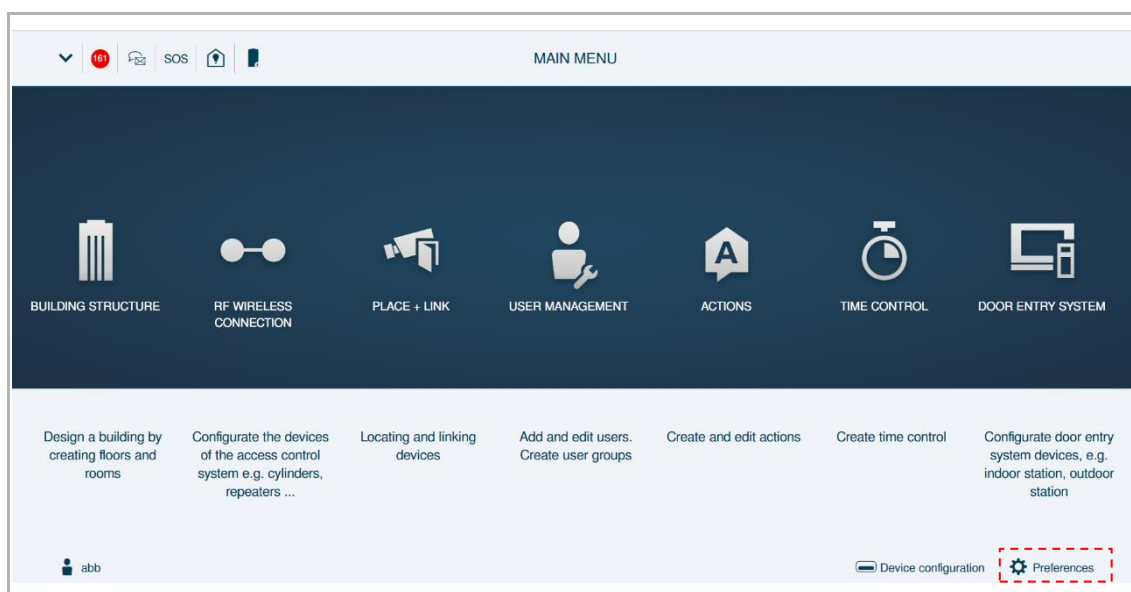 161
SOS
MAIN MENU
A
BUILDING STRUCTURE
RF WIRELESS
CONNECTION
PLACE + LINK
USER MANAGEMENT
ACTIONS
TIME CONTROL
DOOR ENTRY SYSTEM
Design a building by
creating floors and
rooms
Configurate the devices
of the access control
system e.g. cylinders,
repeaters ...
Locating and linking
devices
Add and edit users.
Create user groups
Create and edit actions
Create time control
Configurate door entry
system devices, e.g.
indoor station, outdoor
station
abb
Device configuration
Preferences